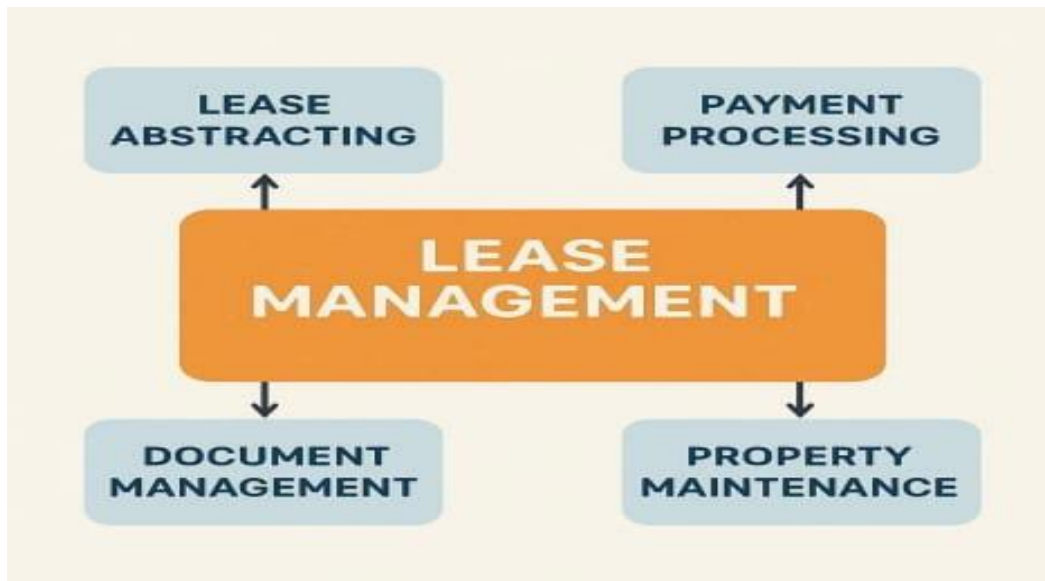 LEASE
ABSTRACTING
PAYMENT
PROCESSING
LEASE
MANAGEMENT
DOCUMENT
MANAGEMENT
PROPERTY
MAINTENANCE